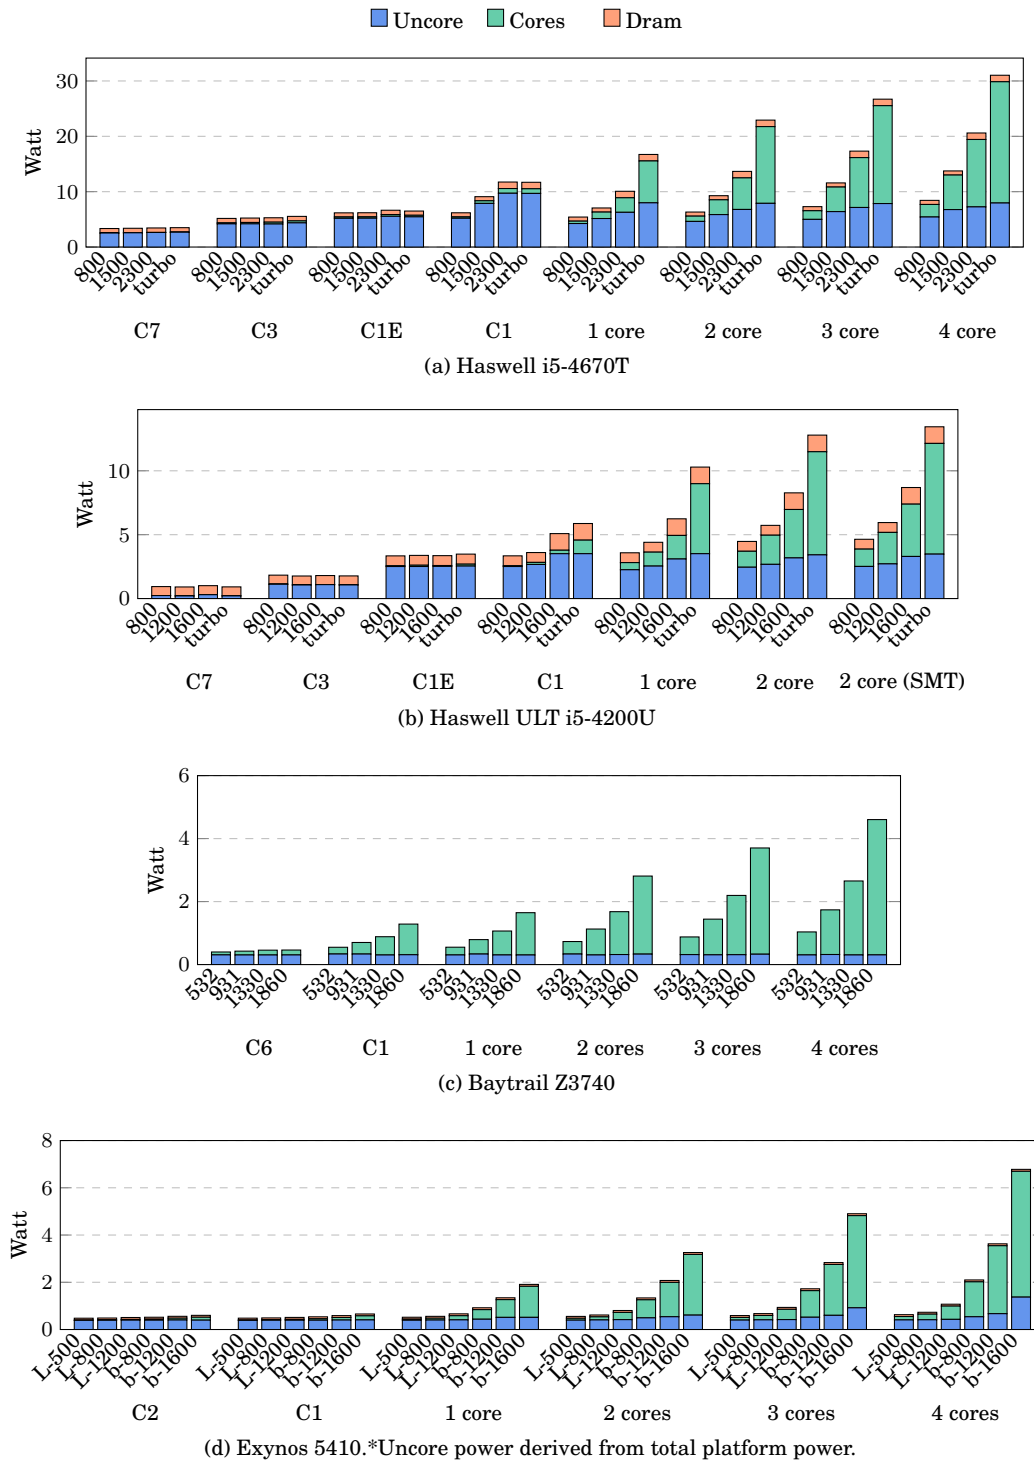 Uncore Cores Dram
30
20
10
0
Watt
800 1500 2300 turbo 800 1500 2300 turbo 800 1500 2300 turbo 800 1500 2300 turbo 800 1500 2300 turbo 800 1500 2300 turbo 800 1500 2300 turbo 800 1500 2300 turbo
C7 C3 C1E C1 1 core 2 core 3 core 4 core
(a) Haswell i5-4670T
10
5
0
Watt
800 1200 1600 turbo 800 1200 1600 turbo 800 1200 1600 turbo 800 1200 1600 turbo 800 1200 1600 turbo 800 1200 1600 turbo 800 1200 1600 turbo
C7 C3 C1E C1 1 core 2 core 2 core (SMT)
(b) Haswell ULT i5-4200U
6
4
2
0
Watt
532 931 1330 1860 532 931 1330 1860 532 931 1330 1860 532 931 1330 1860 532 931 1330 1860 532 931 1330 1860
C6 C1 1 core 2 cores 3 cores 4 cores
(c) Baytrail Z3740
8
6
4
2
0
Watt
L-500 L-800 L-1200 b-800 b-1200 b-1600 L-500 L-800 L-1200 b-800 b-1200 b-1600 L-500 L-800 L-1200 b-800 b-1200 b-1600 L-500 L-800 L-1200 b-800 b-1200 b-1600 L-500 L-800 L-1200 b-800 b-1200 b-1600 L-500 L-800 L-1200 b-800 b-1200 b-1600
C2 C1 1 core 2 cores 3 cores 4 cores
(d) Exynos 5410.*Uncore power derived from total platform power.